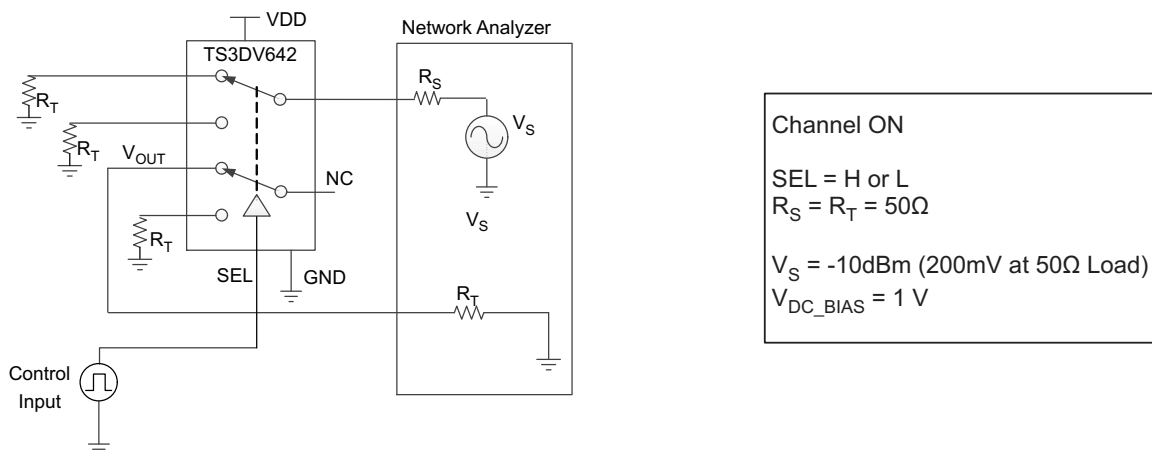 VDD
Network Analyzer
TS3DV642
R_S
R_T
V_S
R_T
V_OUT
NC
V_S
R_T
SEL
GND
R_T
Control
Input
Channel ON
SEL = H or L
R_S = R_T = 50Ω
V_S = -10dBm (200mV at 50Ω Load)
V_DC_BIAS = 1 V